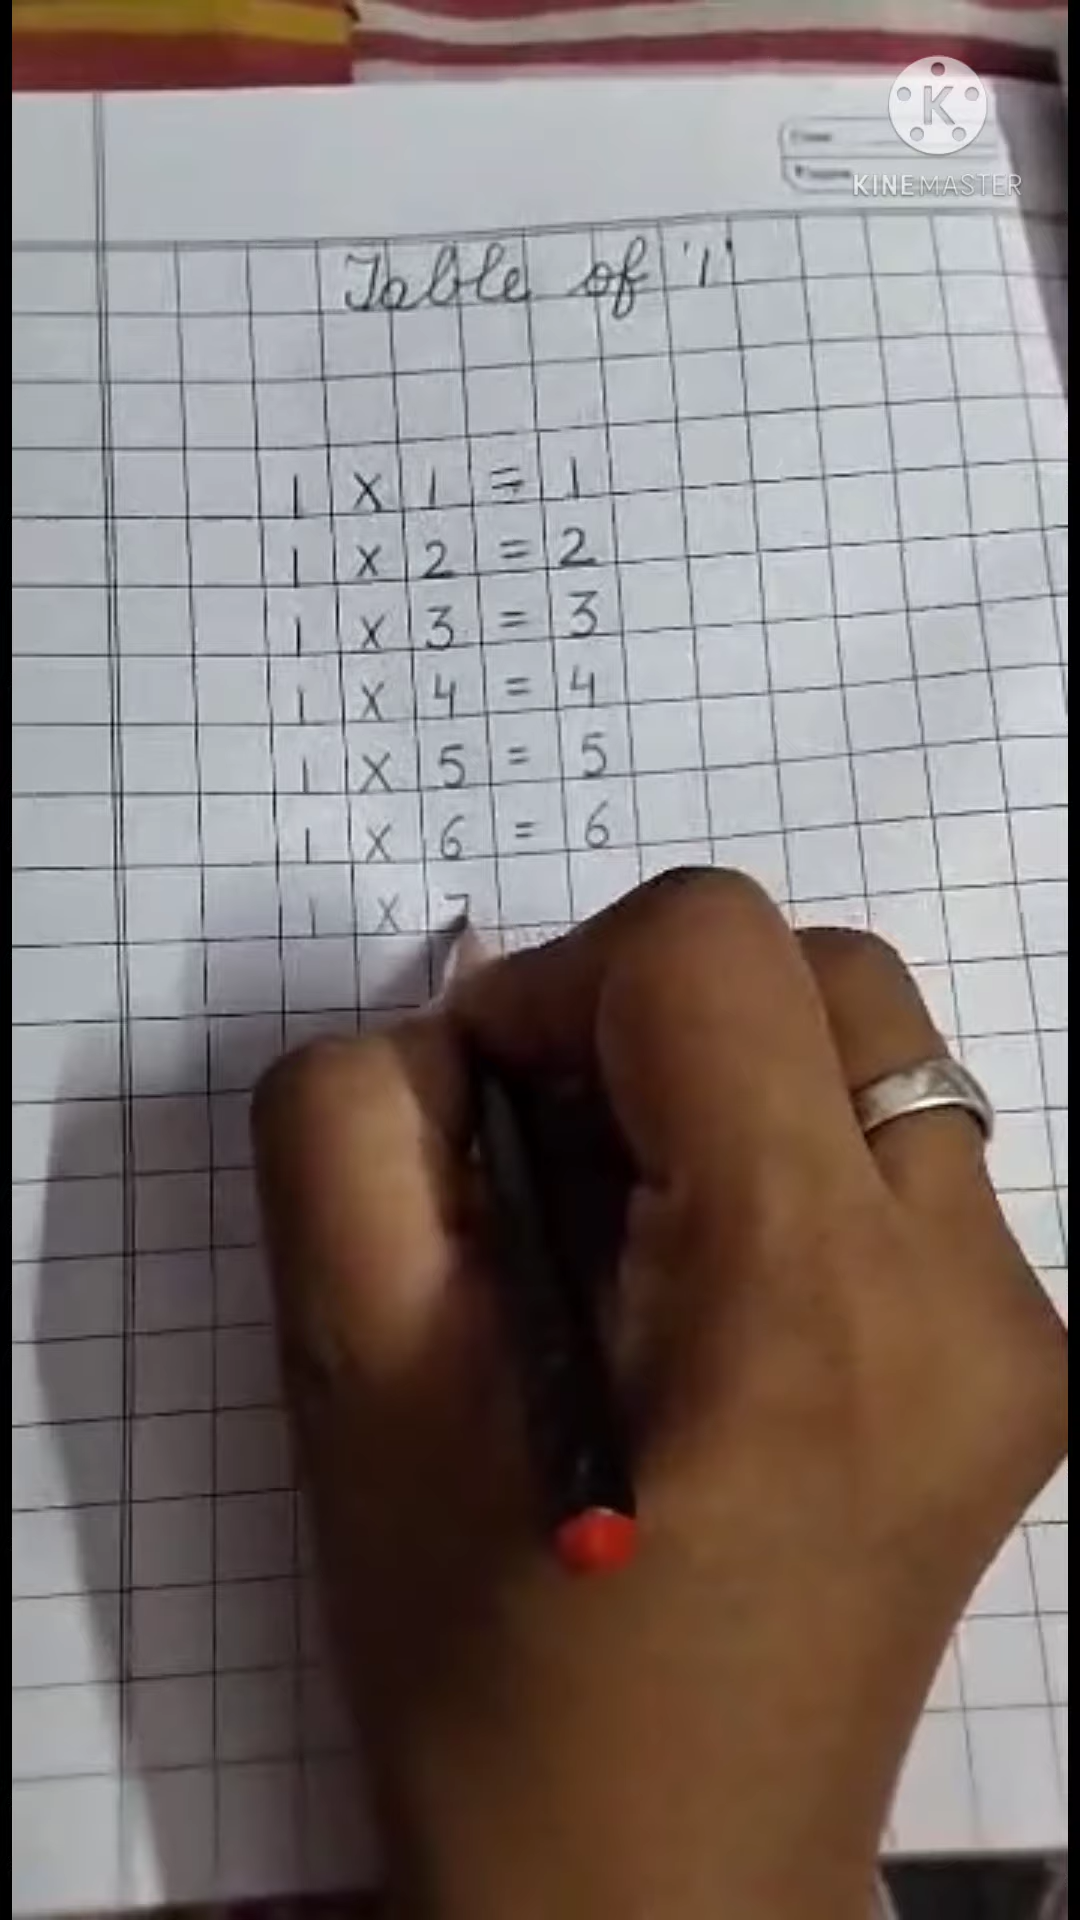 KINEMASTER
Table of '1'
1 x 1 = 1
1 x 2 = 2
1 x 3 = 3
1 x 4 = 4
1 x 5 = 5
1 x 6 = 6
1 x 7